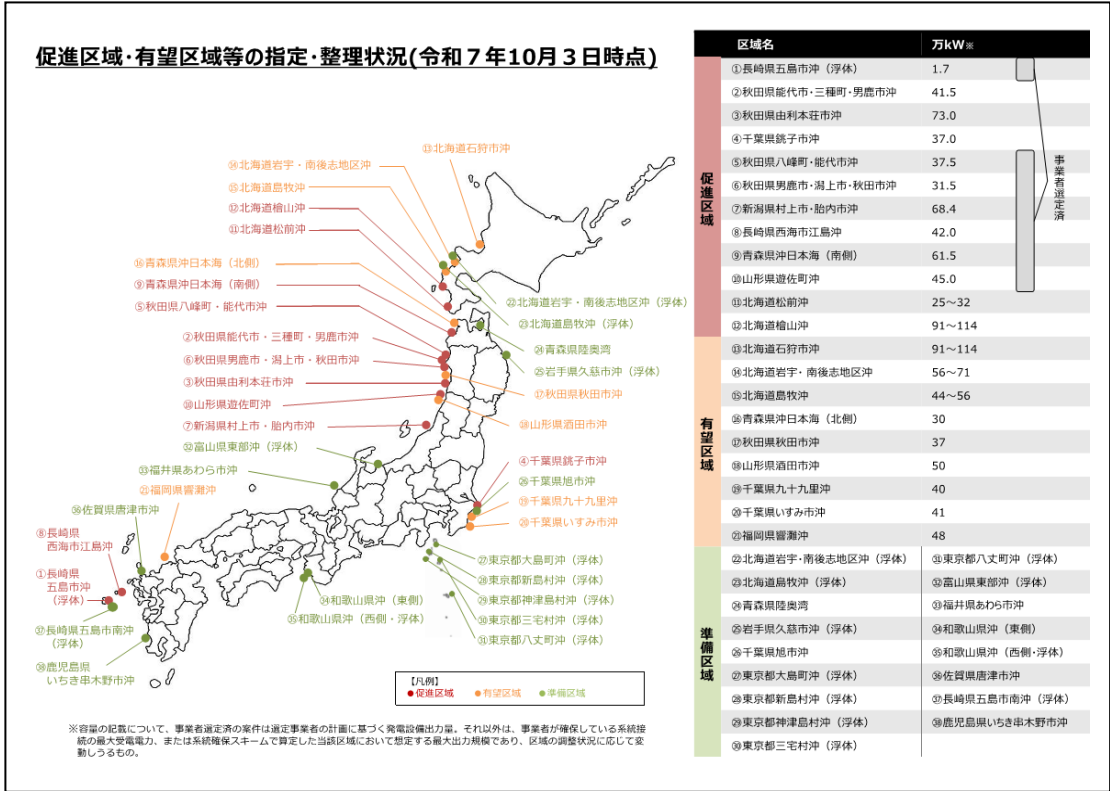 促進区域･有望区域等の指定･整理状況(令和７年10月３日時点)
⑬北海道石狩市沖
⑭北海道岩宇・南後志地区沖
⑮北海道島牧沖
⑫北海道檜山沖
⑪北海道松前沖
⑯青森県沖日本海（北側）
⑨青森県沖日本海（南側）
⑤秋田県八峰町・能代市沖
②秋田県能代市・三種町・男鹿市沖
⑥秋田県男鹿市・潟上市・秋田市沖
③秋田県由利本荘市沖
⑩山形県遊佐町沖
⑦新潟県村上市・胎内市沖
㉜富山県東部沖（浮体）
㉝福井県あわら市沖
㉑福岡県響灘沖
㊱佐賀県唐津市沖
⑧長崎県
西海市江島沖
①長崎県
五島市沖
（浮体）
㊲長崎県五島市南沖
（浮体）
㊳鹿児島県
いちき串木野市沖
㉒北海道岩宇・南後志地区沖（浮体）
㉓北海道島牧沖（浮体）
㉔青森県陸奥湾
㉕岩手県久慈市沖（浮体）
⑰秋田県秋田市沖
⑱山形県酒田市沖
④千葉県銚子市沖
㉖千葉県旭市沖
⑲千葉県九十九里沖
⑳千葉県いすみ市沖
㉗東京都大島町沖（浮体）
㉘東京都新島村沖（浮体）
㉙東京都神津島村沖（浮体）
㉚東京都三宅村沖（浮体）
㉛東京都八丈町沖（浮体）
㉞和歌山県沖（東側）
㉟和歌山県沖（西側・浮体）
【凡例】
●促進区域 ●有望区域 ●準備区域
※容量の記載について、事業者選定済の案件は選定事業者の計画に基づく発電設備出力量。それ以外は、事業者が確保している系統接
続の最大受電電力、または系統確保スキームで算定した当該区域において想定する最大出力規模であり、区域の調整状況に応じて変
動しうるもの。
区域名 万kW※
促進区域
①長崎県五島市沖（浮体） 1.7
②秋田県能代市･三種町･男鹿市沖 41.5
③秋田県由利本荘市沖 73.0
④千葉県銚子市沖 37.0
⑤秋田県八峰町･能代市沖 37.5
⑥秋田県男鹿市･潟上市･秋田市沖 31.5
⑦新潟県村上市･胎内市沖 68.4
⑧長崎県西海市江島沖 42.0
⑨青森県沖日本海（南側） 61.5
⑩山形県遊佐町沖 45.0
⑪北海道松前沖 25～32
⑫北海道檜山沖 91～114
事業者選定済
有望区域
⑬北海道石狩市沖 91～114
⑭北海道岩宇・南後志地区沖 56～71
⑮北海道島牧沖 44～56
⑯青森県沖日本海（北側） 30
⑰秋田県秋田市沖 37
⑱山形県酒田市沖 50
⑲千葉県九十九里沖 40
⑳千葉県いすみ市沖 41
㉑福岡県響灘沖 48
準備区域
㉒北海道岩宇･南後志地区沖（浮体） ㉛東京都八丈町沖（浮体）
㉓北海道島牧沖（浮体） ㉜富山県東部沖（浮体）
㉔青森県陸奥湾 ㉝福井県あわら市沖
㉕岩手県久慈市沖（浮体） ㉞和歌山県沖（東側）
㉖千葉県旭市沖 ㉟和歌山県沖（西側･浮体）
㉗東京都大島町沖（浮体） ㊱佐賀県唐津市沖
㉘東京都新島村沖（浮体） ㊲長崎県五島市南沖（浮体）
㉙東京都神津島村沖（浮体） ㊳鹿児島県いちき串木野市沖
㉚東京都三宅村沖（浮体）